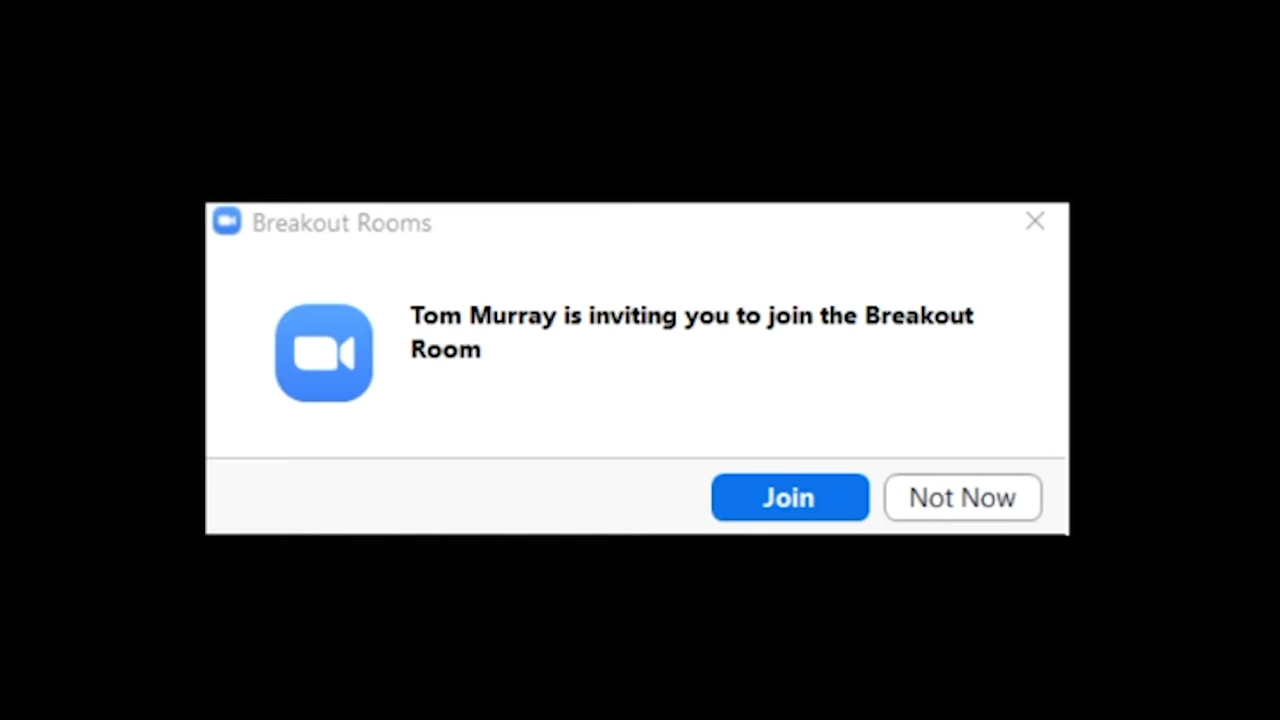 Breakout Rooms
Tom Murray is inviting you to join the Breakout
Room
Join
Not Now